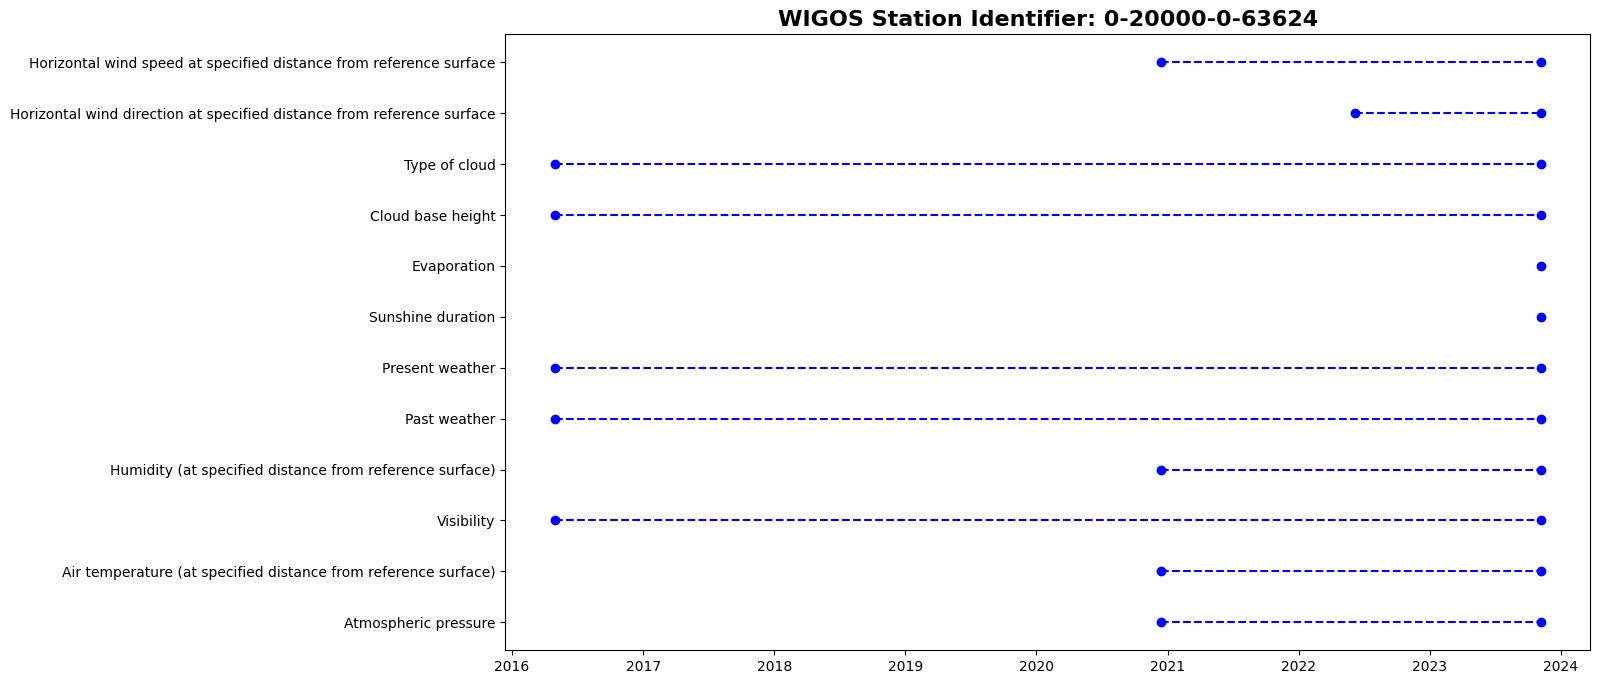 WIGOS Station Identifier: 0-20000-0-63624
Horizontal wind speed at specified distance from reference surface
Horizontal wind direction at specified distance from reference surface
Type of cloud
Cloud base height
Evaporation
Sunshine duration
Present weather
Past weather
Humidity (at specified distance from reference surface)
Visibility
Air temperature (at specified distance from reference surface)
Atmospheric pressure
2016 2017 2018 2019 2020 2021 2022 2023 2024